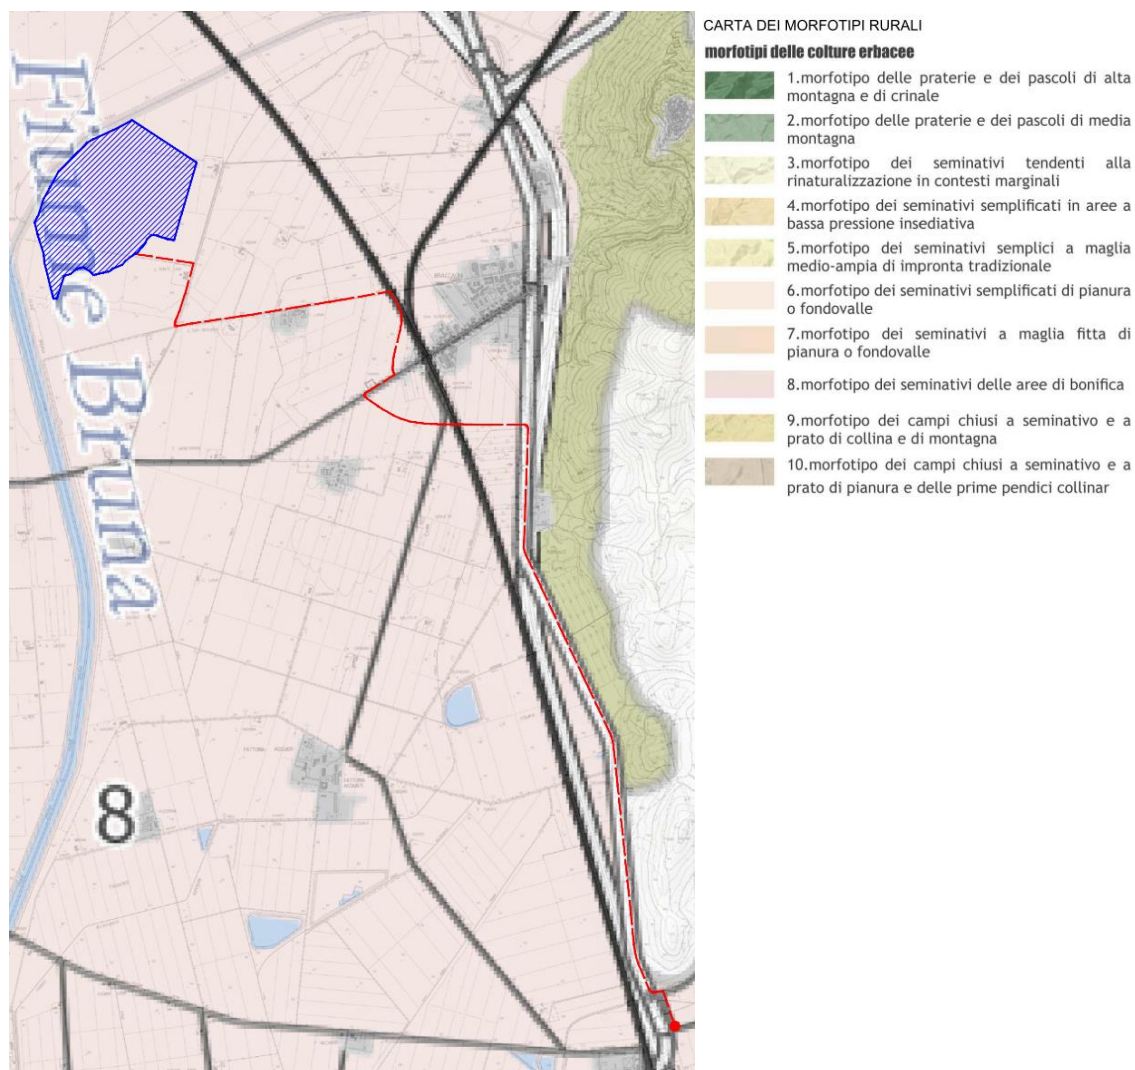 Fiume Bruna
8
BRACCAGNI
FATTORIA ACQUISTI
CARTA DEI MORFOTIPI RURALI
morfotipi delle colture erbacee
1.morfotipo delle praterie e dei pascoli di alta
montagna e di crinale
2.morfotipo delle praterie e dei pascoli di media
montagna
3.morfotipo dei seminativi tendenti alla
rinaturalizzazione in contesti marginali
4.morfotipo dei seminativi semplificati in aree a
bassa pressione insediativa
5.morfotipo dei seminativi semplici a maglia
medio-ampia di impronta tradizionale
6.morfotipo dei seminativi semplificati di pianura
o fondovalle
7.morfotipo dei seminativi a maglia fitta di
pianura o fondovalle
8.morfotipo dei seminativi delle aree di bonifica
9.morfotipo dei campi chiusi a seminativo e a
prato di collina e di montagna
10.morfotipo dei campi chiusi a seminativo e a
prato di pianura e delle prime pendici collinar